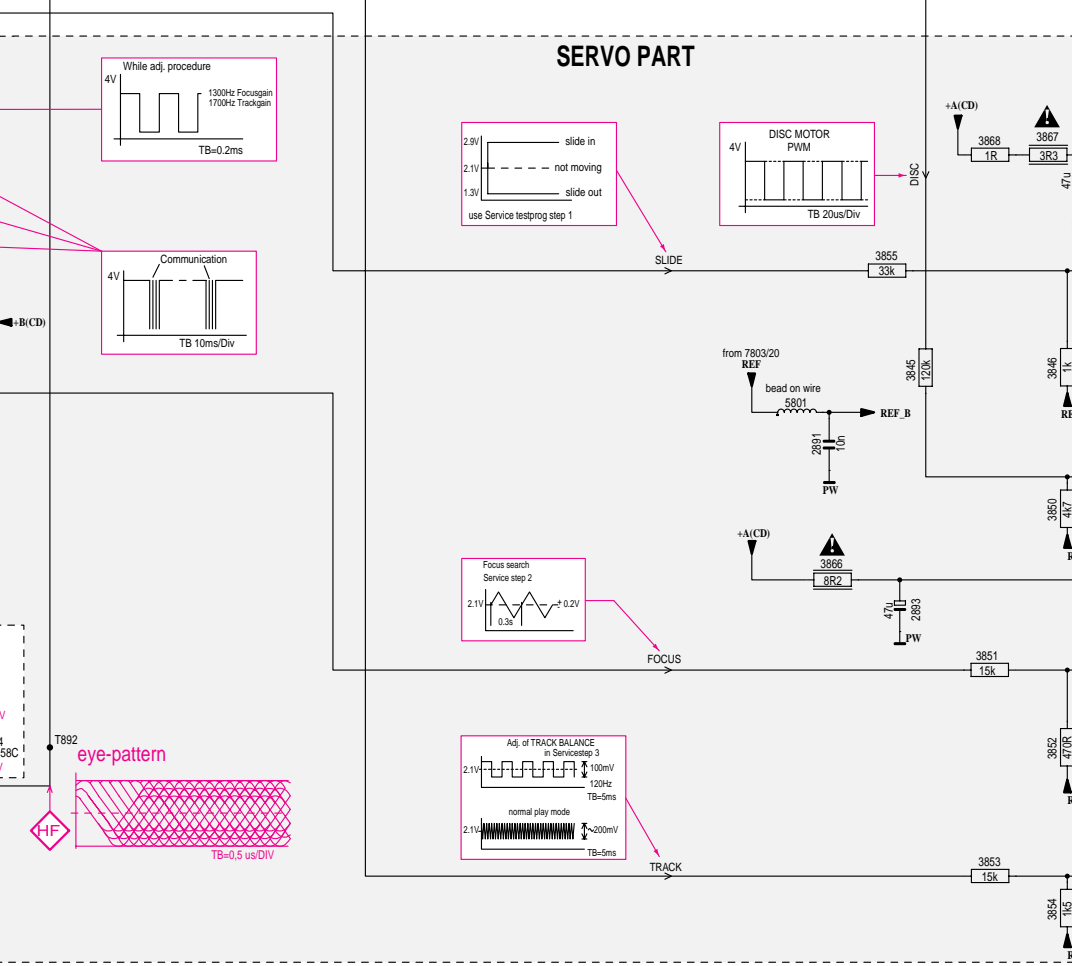 SERVO PART
While adj. procedure
4V
1300Hz Focusgain
1700Hz Trackgain
TB=0.2ms
2.9V
slide in
2.1V
not moving
1.3V
slide out
use Service testprog step 1
DISC MOTOR
PWM
4V
TB 20us/Div
DISC
+A(CD)
3868
1R
3867
3R3
47u
Communication
4V
TB 10ms/Div
SLIDE
3855
33k
+B(CD)
from 7803/20
REF
bead on wire
5801
REF_B
2891
10n
PW
3845
120k
3846
1k
3850
4k7
+A(CD)
3866
8R2
47u
2893
PW
Focus search
Service step 2
2.1V
± 0.2V
0.3s
FOCUS
3851
15k
3852
470R
V
4
58C
V
T892
eye-pattern
HF
TB=0,5 us/DIV
Adj. of TRACK BALANCE
in Servicestep 3
2.1V
100mV
120Hz
TB=5ms
normal play mode
2.1V
~200mV
TB=5ms
TRACK
3853
15k
3854
1k5